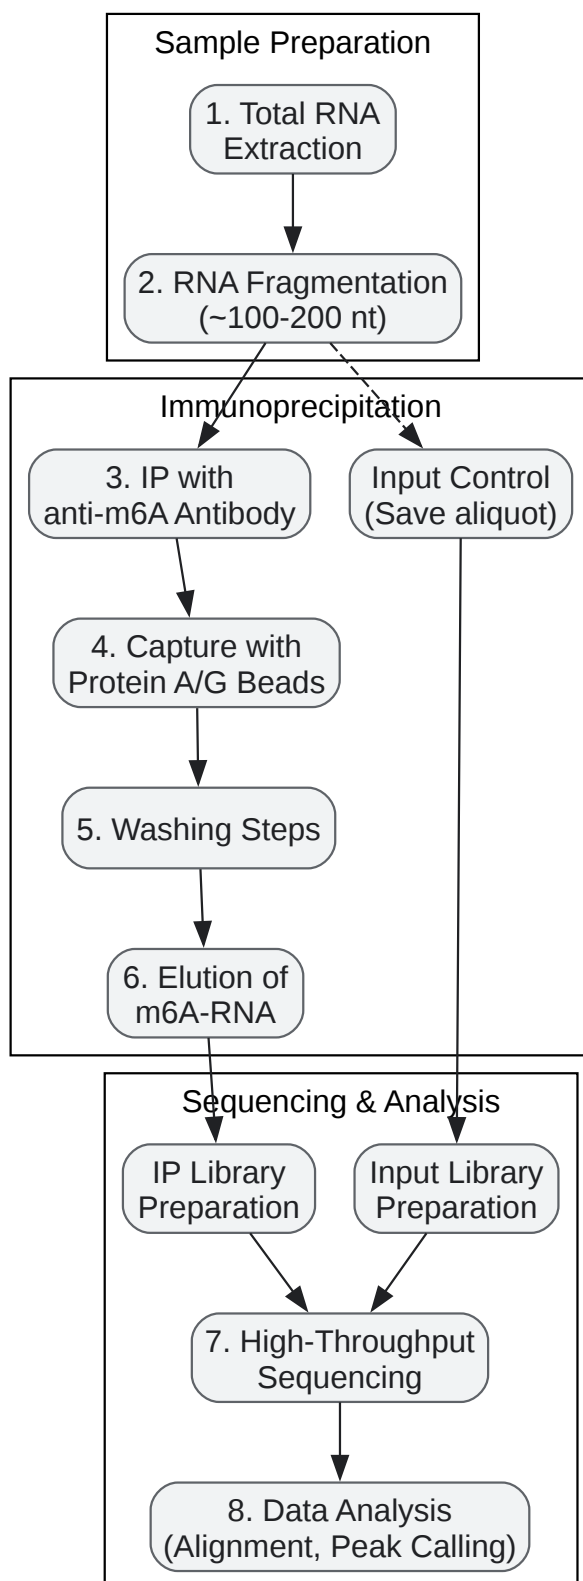 Sample Preparation
1. Total RNA
Extraction
2. RNA Fragmentation
(~100-200 nt)
Immunoprecipitation
3. IP with
anti-m6A Antibody
Input Control
(Save aliquot)
4. Capture with
Protein A/G Beads
5. Washing Steps
6. Elution of
m6A-RNA
Sequencing & Analysis
IP Library
Preparation
Input Library
Preparation
7. High-Throughput
Sequencing
8. Data Analysis
(Alignment, Peak Calling)